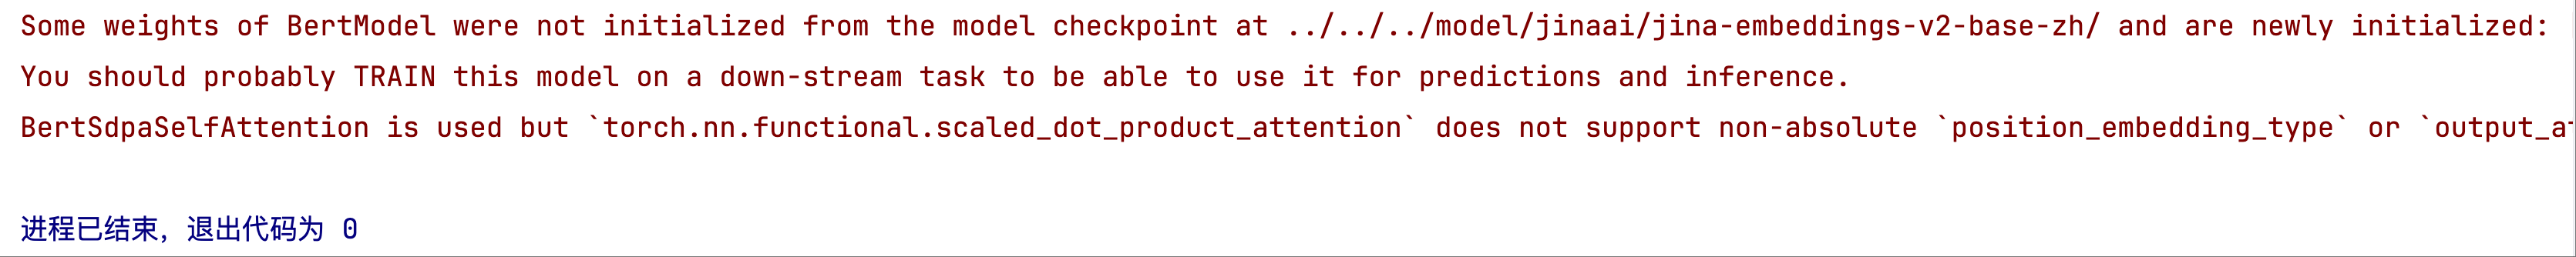 Some weights of BertModel were not initialized from the model checkpoint at ../../../model/jinaai/jina-embeddings-v2-base-zh/ and are newly initialized:
You should probably TRAIN this model on a down-stream task to be able to use it for predictions and inference.
BertSdpaSelfAttention is used but `torch.nn.functional.scaled_dot_product_attention` does not support non-absolute `position_embedding_type` or `output_a
进程已结束,退出代码为 0